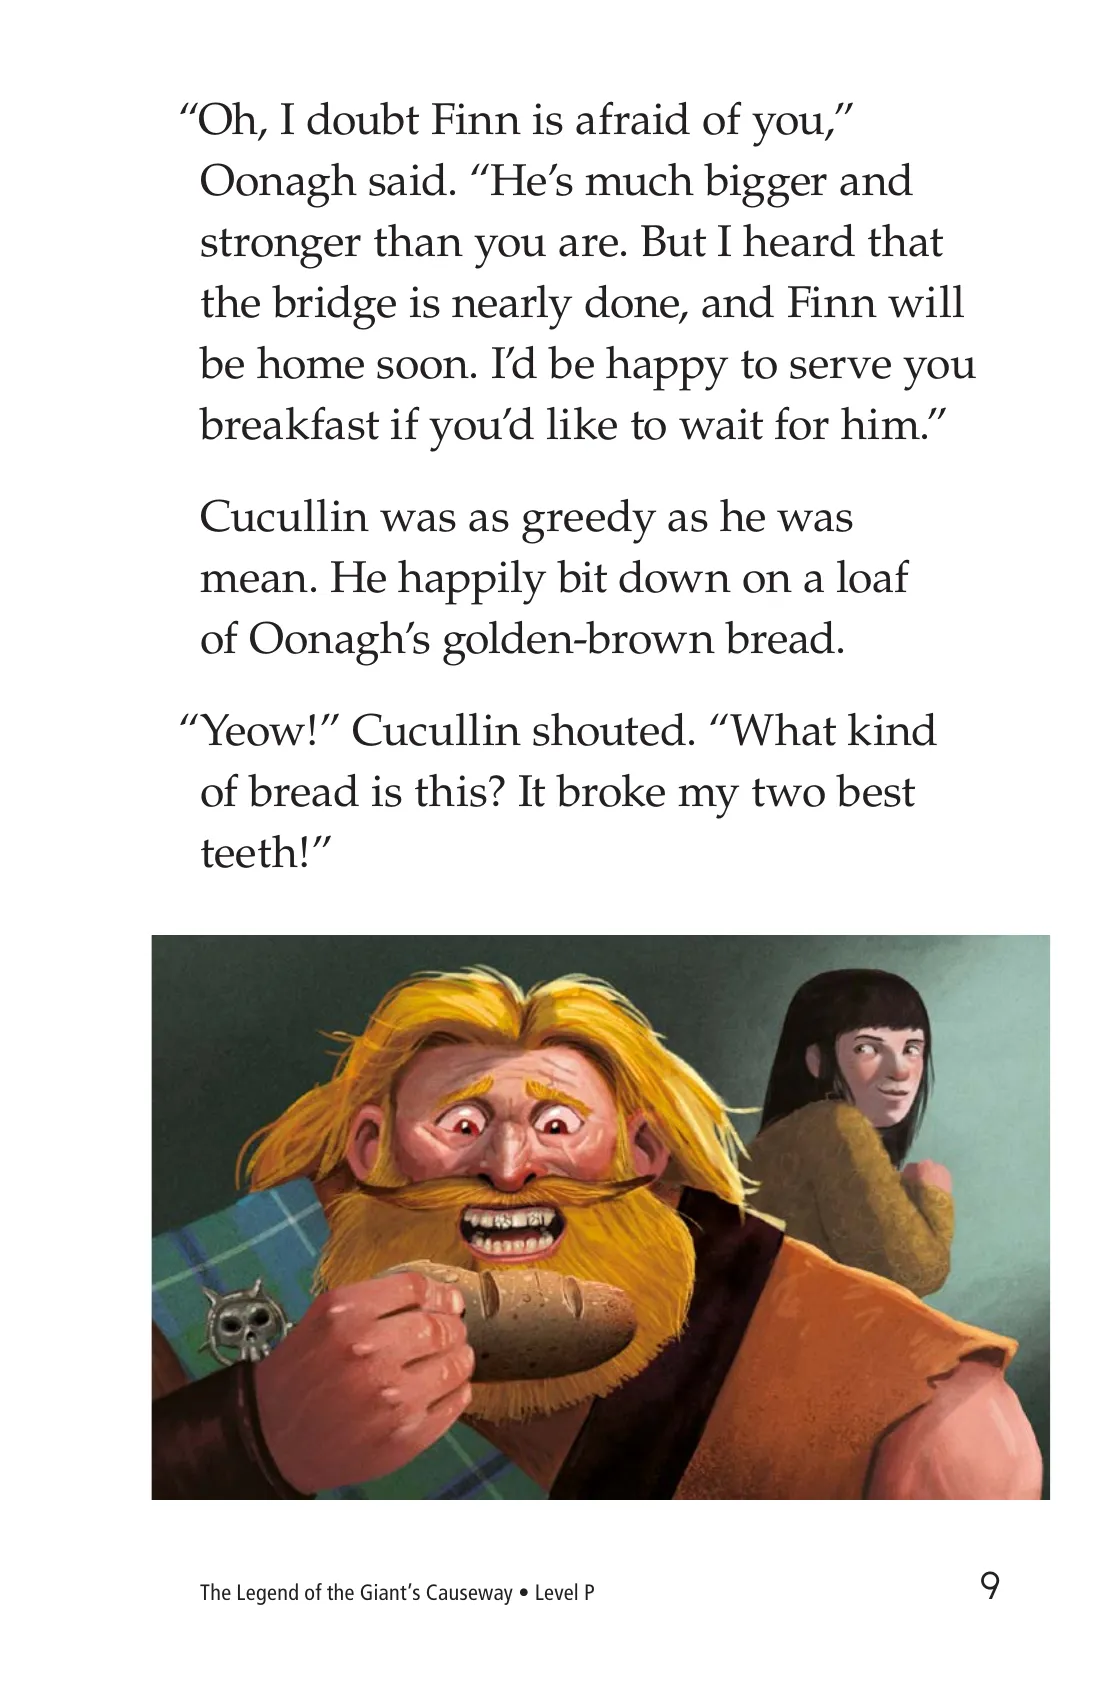 “Oh, I doubt Finn is afraid of you,”
Oonagh said. “He’s much bigger and
stronger than you are. But I heard that
the bridge is nearly done, and Finn will
be home soon. I’d be happy to serve you
breakfast if you’d like to wait for him.”
Cucullin was as greedy as he was
mean. He happily bit down on a loaf
of Oonagh’s golden-brown bread.
“Yeow!” Cucullin shouted. “What kind
of bread is this? It broke my two best
teeth!”
The Legend of the Giant’s Causeway • Level P
9